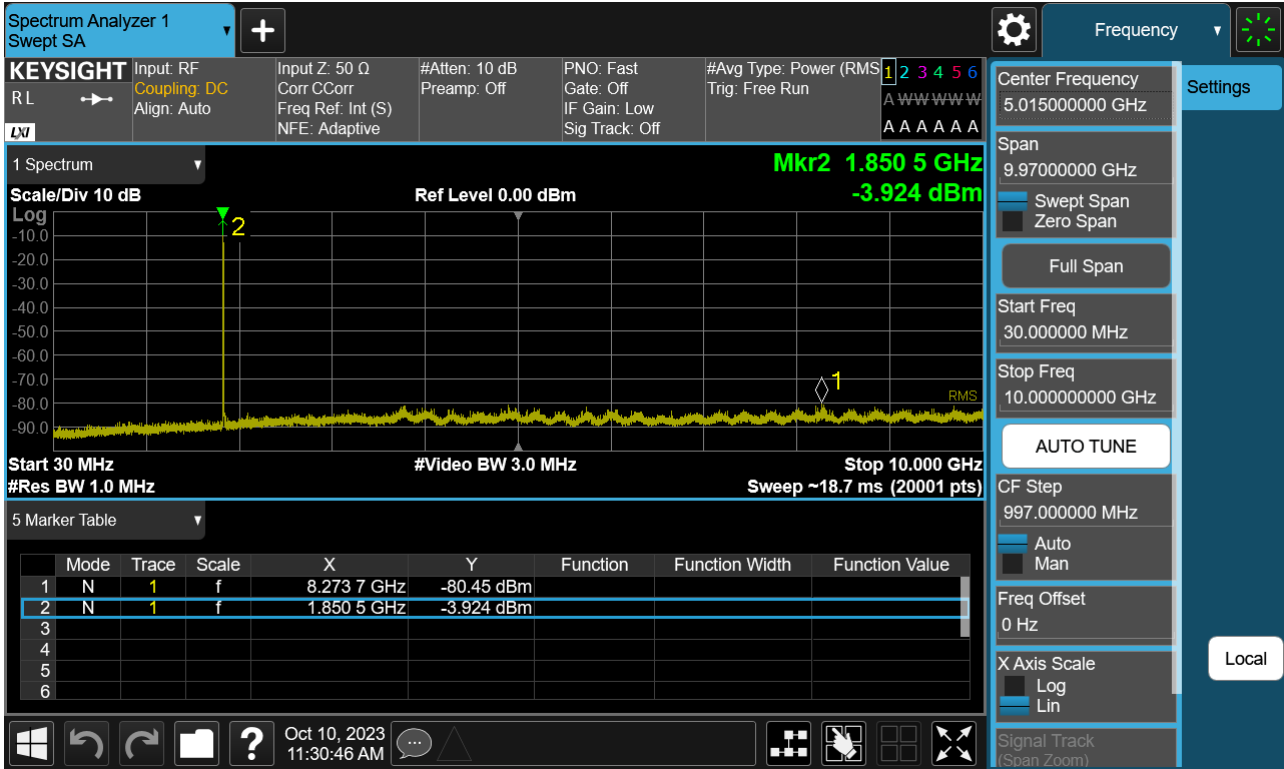 Spectrum Analyzer 1
Swept SA
Frequency
KEYSIGHT
R L
LXI
Input: RF
Coupling: DC
Align: Auto
Input Z: 50 Ω
Corr CCorr
Freq Ref: Int (S)
NFE: Adaptive
#Atten: 10 dB
Preamp: Off
PNO: Fast
Gate: Off
IF Gain: Low
Sig Track: Off
#Avg Type: Power (RMS
Trig: Free Run
1 2 3 4 5 6
A W W W W W
A A A A A A
Center Frequency
5.015000000 GHz
Settings
Span
9.97000000 GHz
Swept Span
Zero Span
Full Span
Start Freq
30.000000 MHz
Stop Freq
10.000000000 GHz
AUTO TUNE
CF Step
997.000000 MHz
Auto
Man
Freq Offset
0 Hz
X Axis Scale
Log
Lin
Signal Track
(Span Zoom)
Local
1 Spectrum
Mkr2 1.850 5 GHz
-3.924 dBm
Scale/Div 10 dB
Ref Level 0.00 dBm
Log
-10.0
-20.0
-30.0
-40.0
-50.0
-60.0
-70.0
-80.0
-90.0
2
1
RMS
Start 30 MHz
#Video BW 3.0 MHz
Stop 10.000 GHz
#Res BW 1.0 MHz
Sweep ~18.7 ms (20001 pts)
5 Marker Table
Mode Trace Scale X Y Function Function Width Function Value
1 N 1 f 8.273 7 GHz -80.45 dBm
2 N 1 f 1.850 5 GHz -3.924 dBm
3
4
5
6
?
Oct 10, 2023
11:30:46 AM